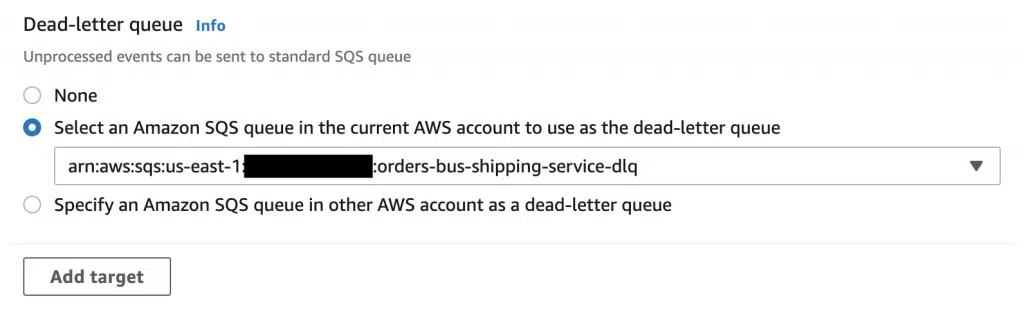 Dead-letter queue Info
Unprocessed events can be sent to standard SQS queue
None
Select an Amazon SQS queue in the current AWS account to use as the dead-letter queue
arn:aws:sqs:us-east-1: :orders-bus-shipping-service-dlq
Specify an Amazon SQS queue in other AWS account as a dead-letter queue
Add target